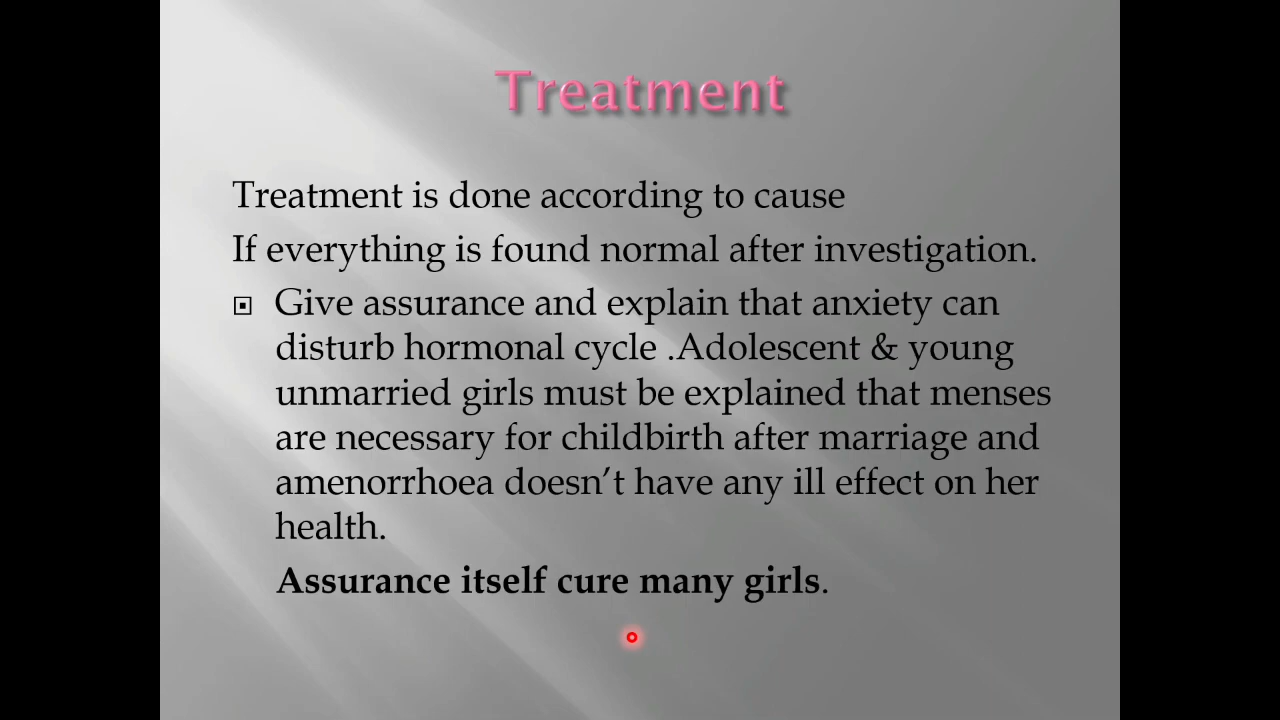 Treatment
Treatment is done according to cause
If everything is found normal after investigation.
Give assurance and explain that anxiety can
disturb hormonal cycle .Adolescent & young
unmarried girls must be explained that menses
are necessary for childbirth after marriage and
amenorrhoea doesn’t have any ill effect on her
health.
Assurance itself cure many girls.